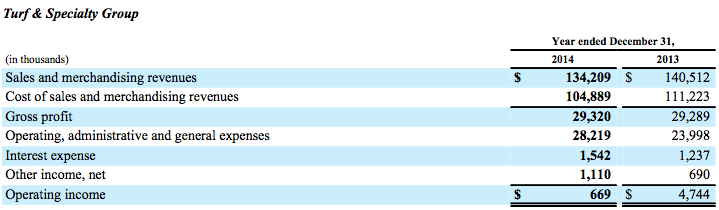 Turf & Specialty Group
Year ended December 31,
(in thousands) 2014 2013
Sales and merchandising revenues $ 134,209 $ 140,512
Cost of sales and merchandising revenues 104,889 111,223
Gross profit 29,320 29,289
Operating, administrative and general expenses 28,219 23,998
Interest expense 1,542 1,237
Other income, net 1,110 690
Operating income $ 669 $ 4,744